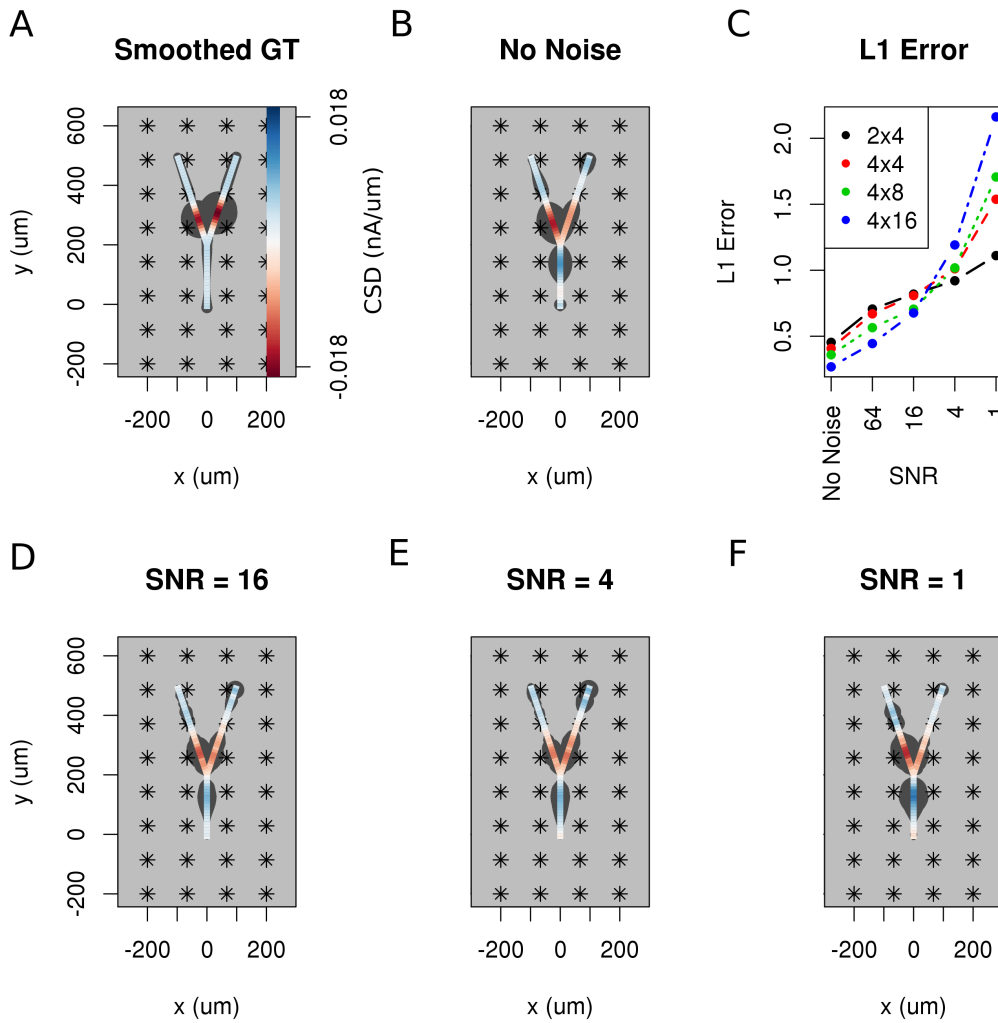 A
Smoothed GT
y (um)
600
400
200
0
-200
-200 0 200
x (um)
0.018
-0.018
CSD (nA/um)
B
No Noise
-200 0 200
x (um)
C
L1 Error
L1 Error
2.0
1.5
1.0
0.5
2x4
4x4
4x8
4x16
No Noise 64 16 4 1
SNR
D
SNR = 16
y (um)
600
400
200
0
-200
-200 0 200
x (um)
E
SNR = 4
-200 0 200
x (um)
F
SNR = 1
-200 0 200
x (um)